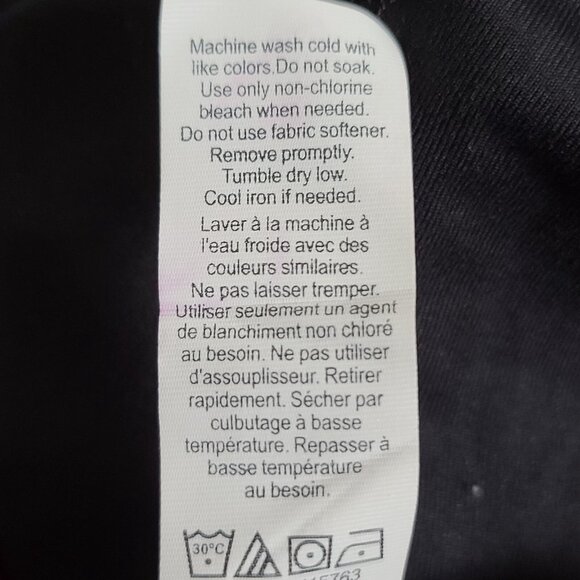 Machine wash cold with
like colors.Do not soak.
Use only non-chlorine
bleach when needed.
Do not use fabric softener.
Remove promptly.
Tumble dry low.
Cool iron if needed.
Laver à la machine à
l'eau froide avec des
couleurs similaires.
Ne pas laisser tremper.
Utiliser seulement un agent
de blanchiment non chloré
au besoin. Ne pas utiliser
d'assouplisseur. Retirer
rapidement. Sécher par
culbutage à basse
température. Repasser à
basse température
au besoin.
30°C